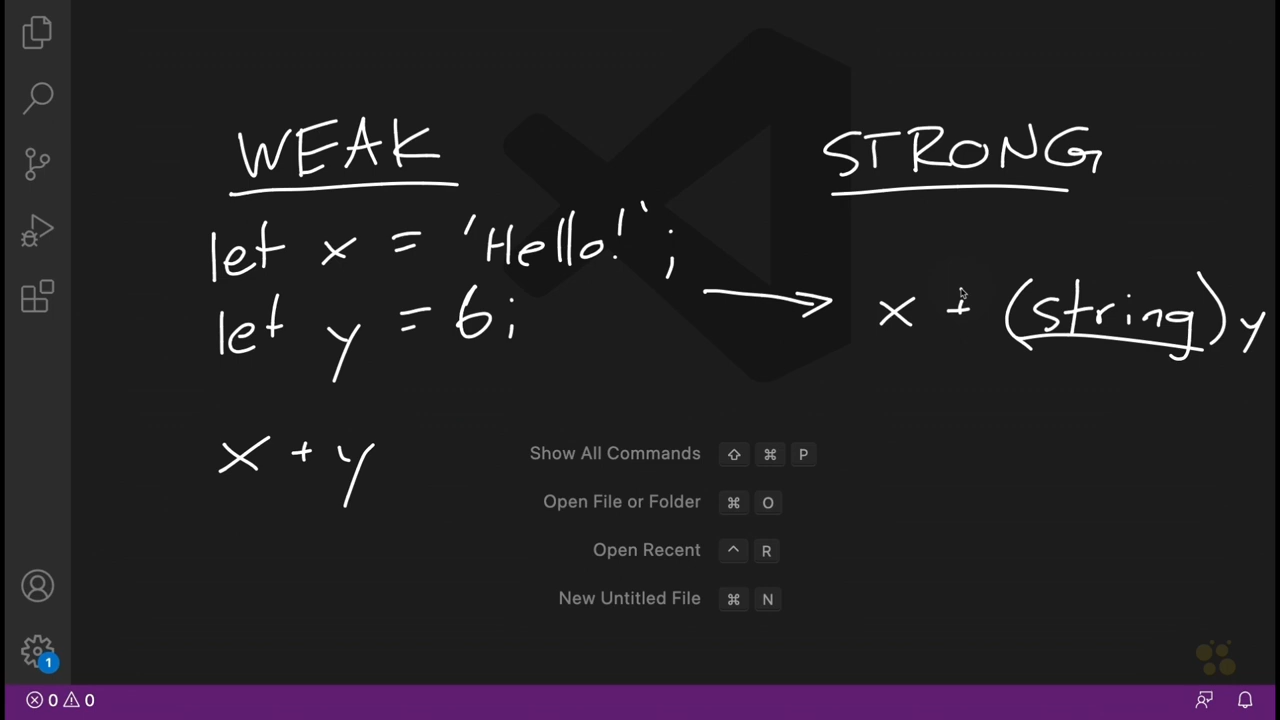 WEAK
STRONG
let x = 'Hello!';
let y = 6;
x + (string)y
x + y
Show All Commands ⇧ ⌘ P
Open File or Folder ⌘ O
Open Recent ^ R
New Untitled File ⌘ N
1
0 0